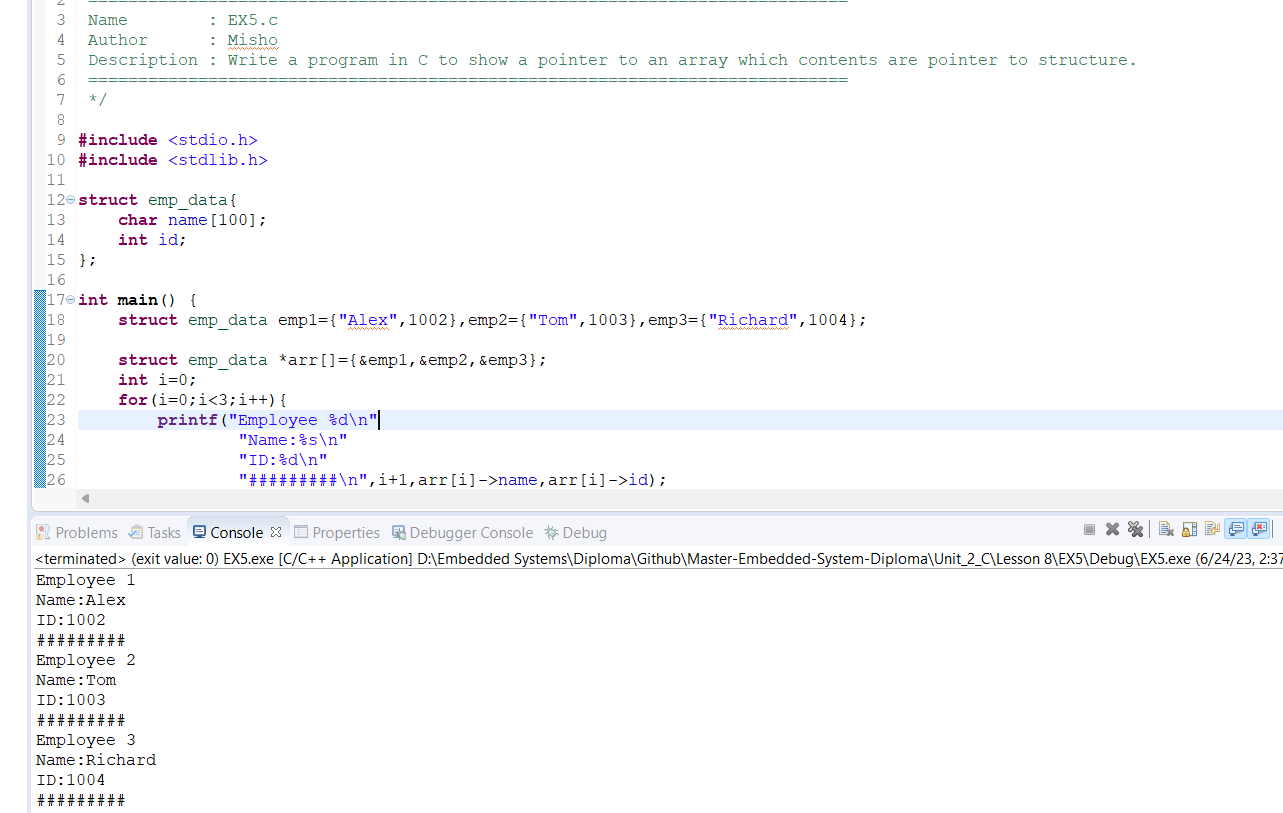 2 ============================================================================
3 Name        : EX5.c
4 Author      : Misho
5 Description : Write a program in C to show a pointer to an array which contents are pointer to structure.
6 ============================================================================
7 */
8
9 #include <stdio.h>
10 #include <stdlib.h>
11
12 struct emp_data{
13     char name[100];
14     int id;
15 };
16
17 int main() {
18     struct emp_data emp1={"Alex",1002},emp2={"Tom",1003},emp3={"Richard",1004};
19
20     struct emp_data *arr[]={&emp1,&emp2,&emp3};
21     int i=0;
22     for(i=0;i<3;i++){
23         printf("Employee %d\n"
24                 "Name:%s\n"
25                 "ID:%d\n"
26                 "#########\n",i+1,arr[i]->name,arr[i]->id);
Problems Tasks Console Properties Debugger Console Debug
<terminated> (exit value: 0) EX5.exe [C/C++ Application] D:\Embedded Systems\Diploma\Github\Master-Embedded-System-Diploma\Unit_2_C\Lesson 8\EX5\Debug\EX5.exe (6/24/23, 2:37
Employee 1
Name:Alex
ID:1002
#########
Employee 2
Name:Tom
ID:1003
#########
Employee 3
Name:Richard
ID:1004
#########